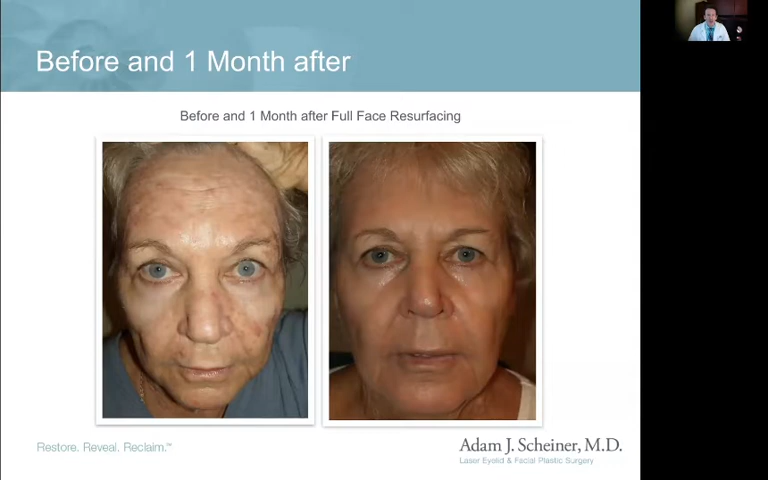 Before and 1 Month after
Before and 1 Month after Full Face Resurfacing
Restore. Reveal. Reclaim.™
Adam J. Scheiner, M.D.
Laser Eyelid & Facial Plastic Surgery